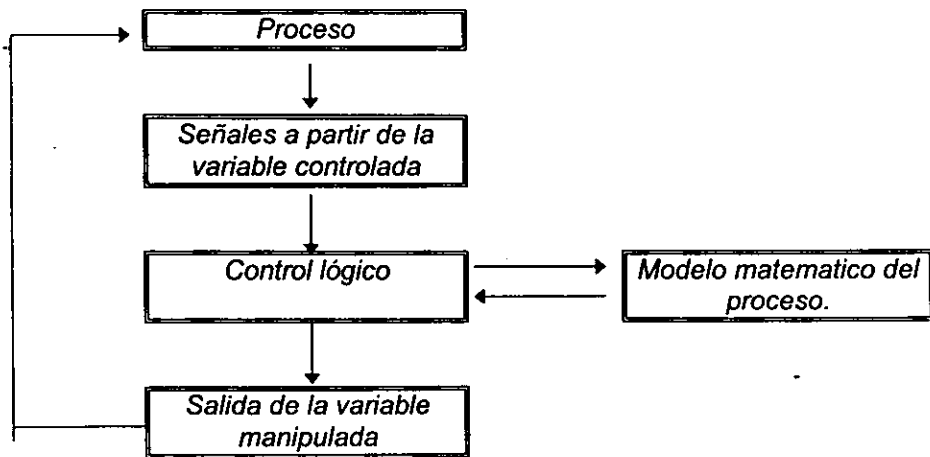 Proceso
Señales a partir de la
variable controlada
Control lógico
Modelo matematico del
proceso.
Salida de la variable
manipulada